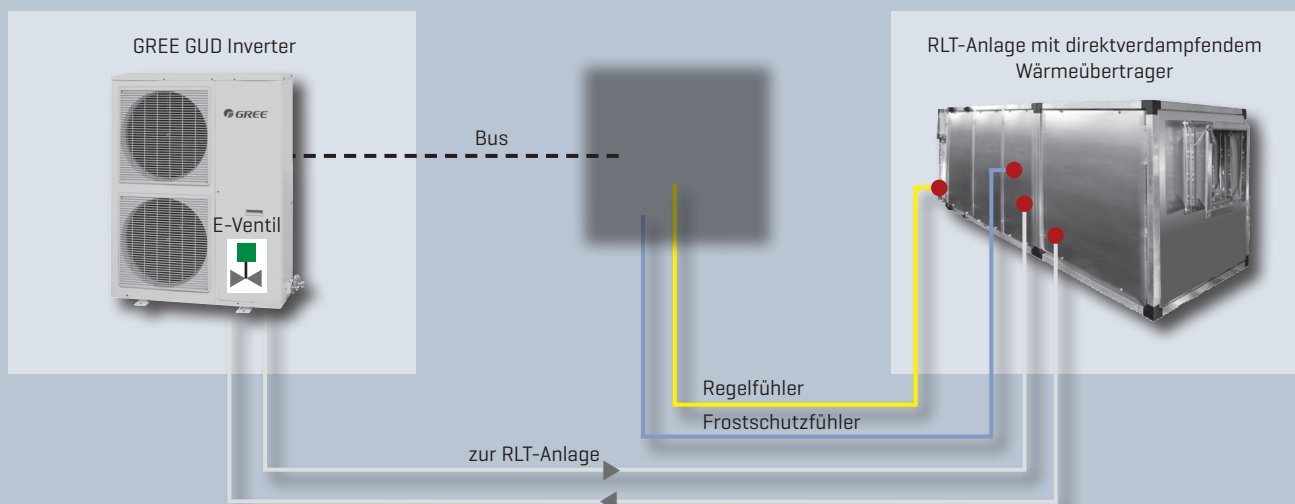 GREE GUD Inverter
RLT-Anlage mit direktverdampfendem
Wärmeübertrager
GREE
Bus
E-Ventil
Regelfühler
Frostschutzfühler
zur RLT-Anlage